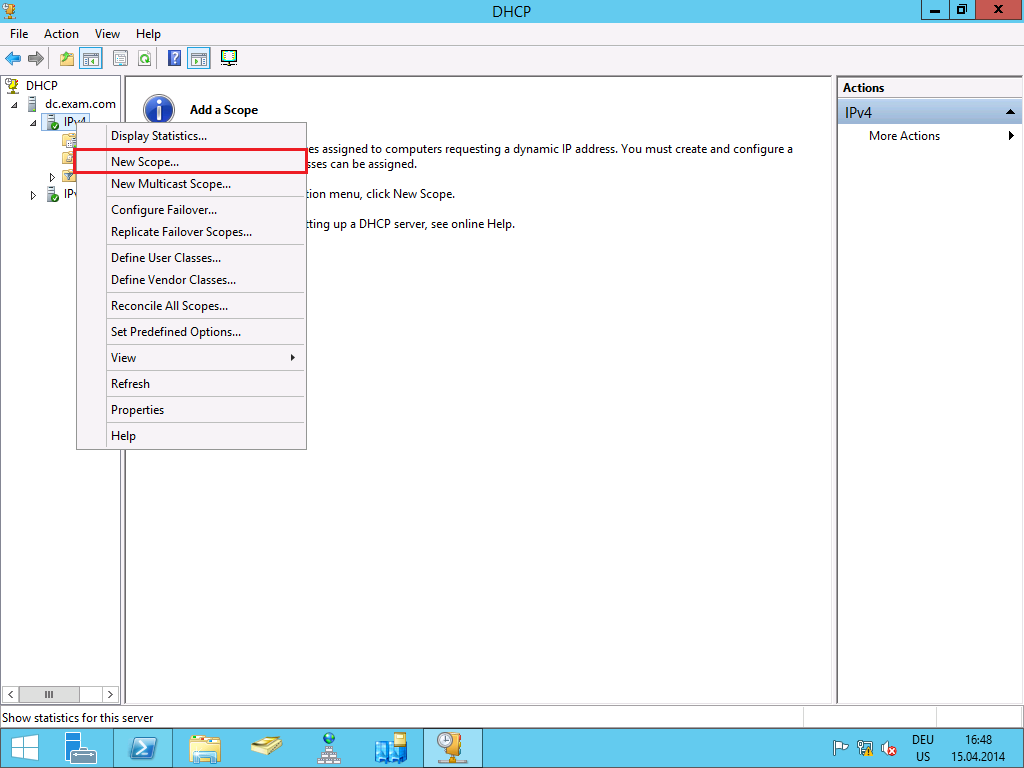 DHCP
File Action View Help
DHCP
dc.exam.com
IPv4
Display Statistics...
New Scope...
New Multicast Scope...
Configure Failover...
Replicate Failover Scopes...
Define User Classes...
Define Vendor Classes...
Reconcile All Scopes...
Set Predefined Options...
View
Refresh
Properties
Help
Add a Scope
es assigned to computers requesting a dynamic IP address. You must create and configure a
sses can be assigned.
tion menu, click New Scope.
tting up a DHCP server, see online Help.
Actions
IPv4
More Actions
Show statistics for this server
DEU
US
16:48
15.04.2014